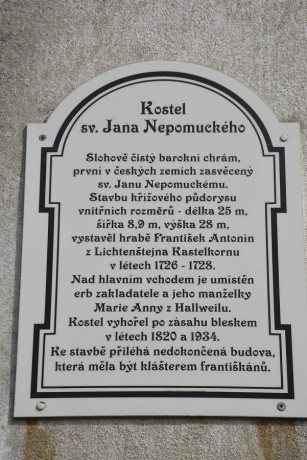 Kostel
sv. Jana Nepomuckého
Slohově čistý barokní chrám,
první v českých zemích zasvěcený
sv. Janu Nepomuckému.
Stavbu křížového půdorysu
vnitřních rozměrů - délka 25 m,
šířka 8,9 m, výška 28 m,
vystavěl hrabě František Antonín
z Lichtenštejna Kastelkornu
v létech 1726 - 1728.
Nad hlavním vchodem je umístěn
erb zakladatele a jeho manželky
Marie Anny z Hallweilu.
Kostel vyhořel po zásahu bleskem
v létech 1820 a 1934.
Ke stavbě přiléhá nedokončená budova,
která měla být klášterem františkánů.